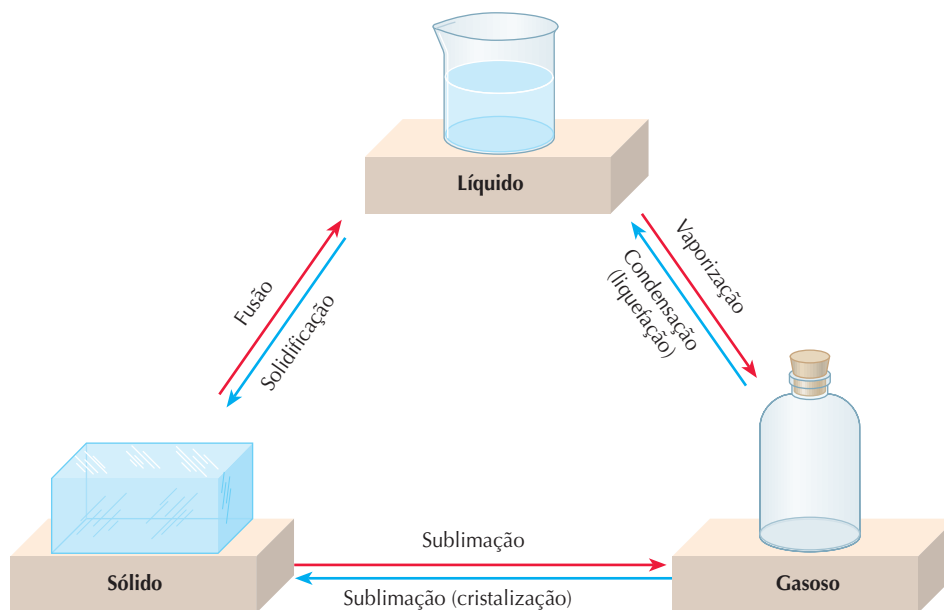 Líquido
Fusão
Solidificação
Vaporização
Condensação
(liquefação)
Sublimação
Sólido
Gasoso
Sublimação (cristalização)